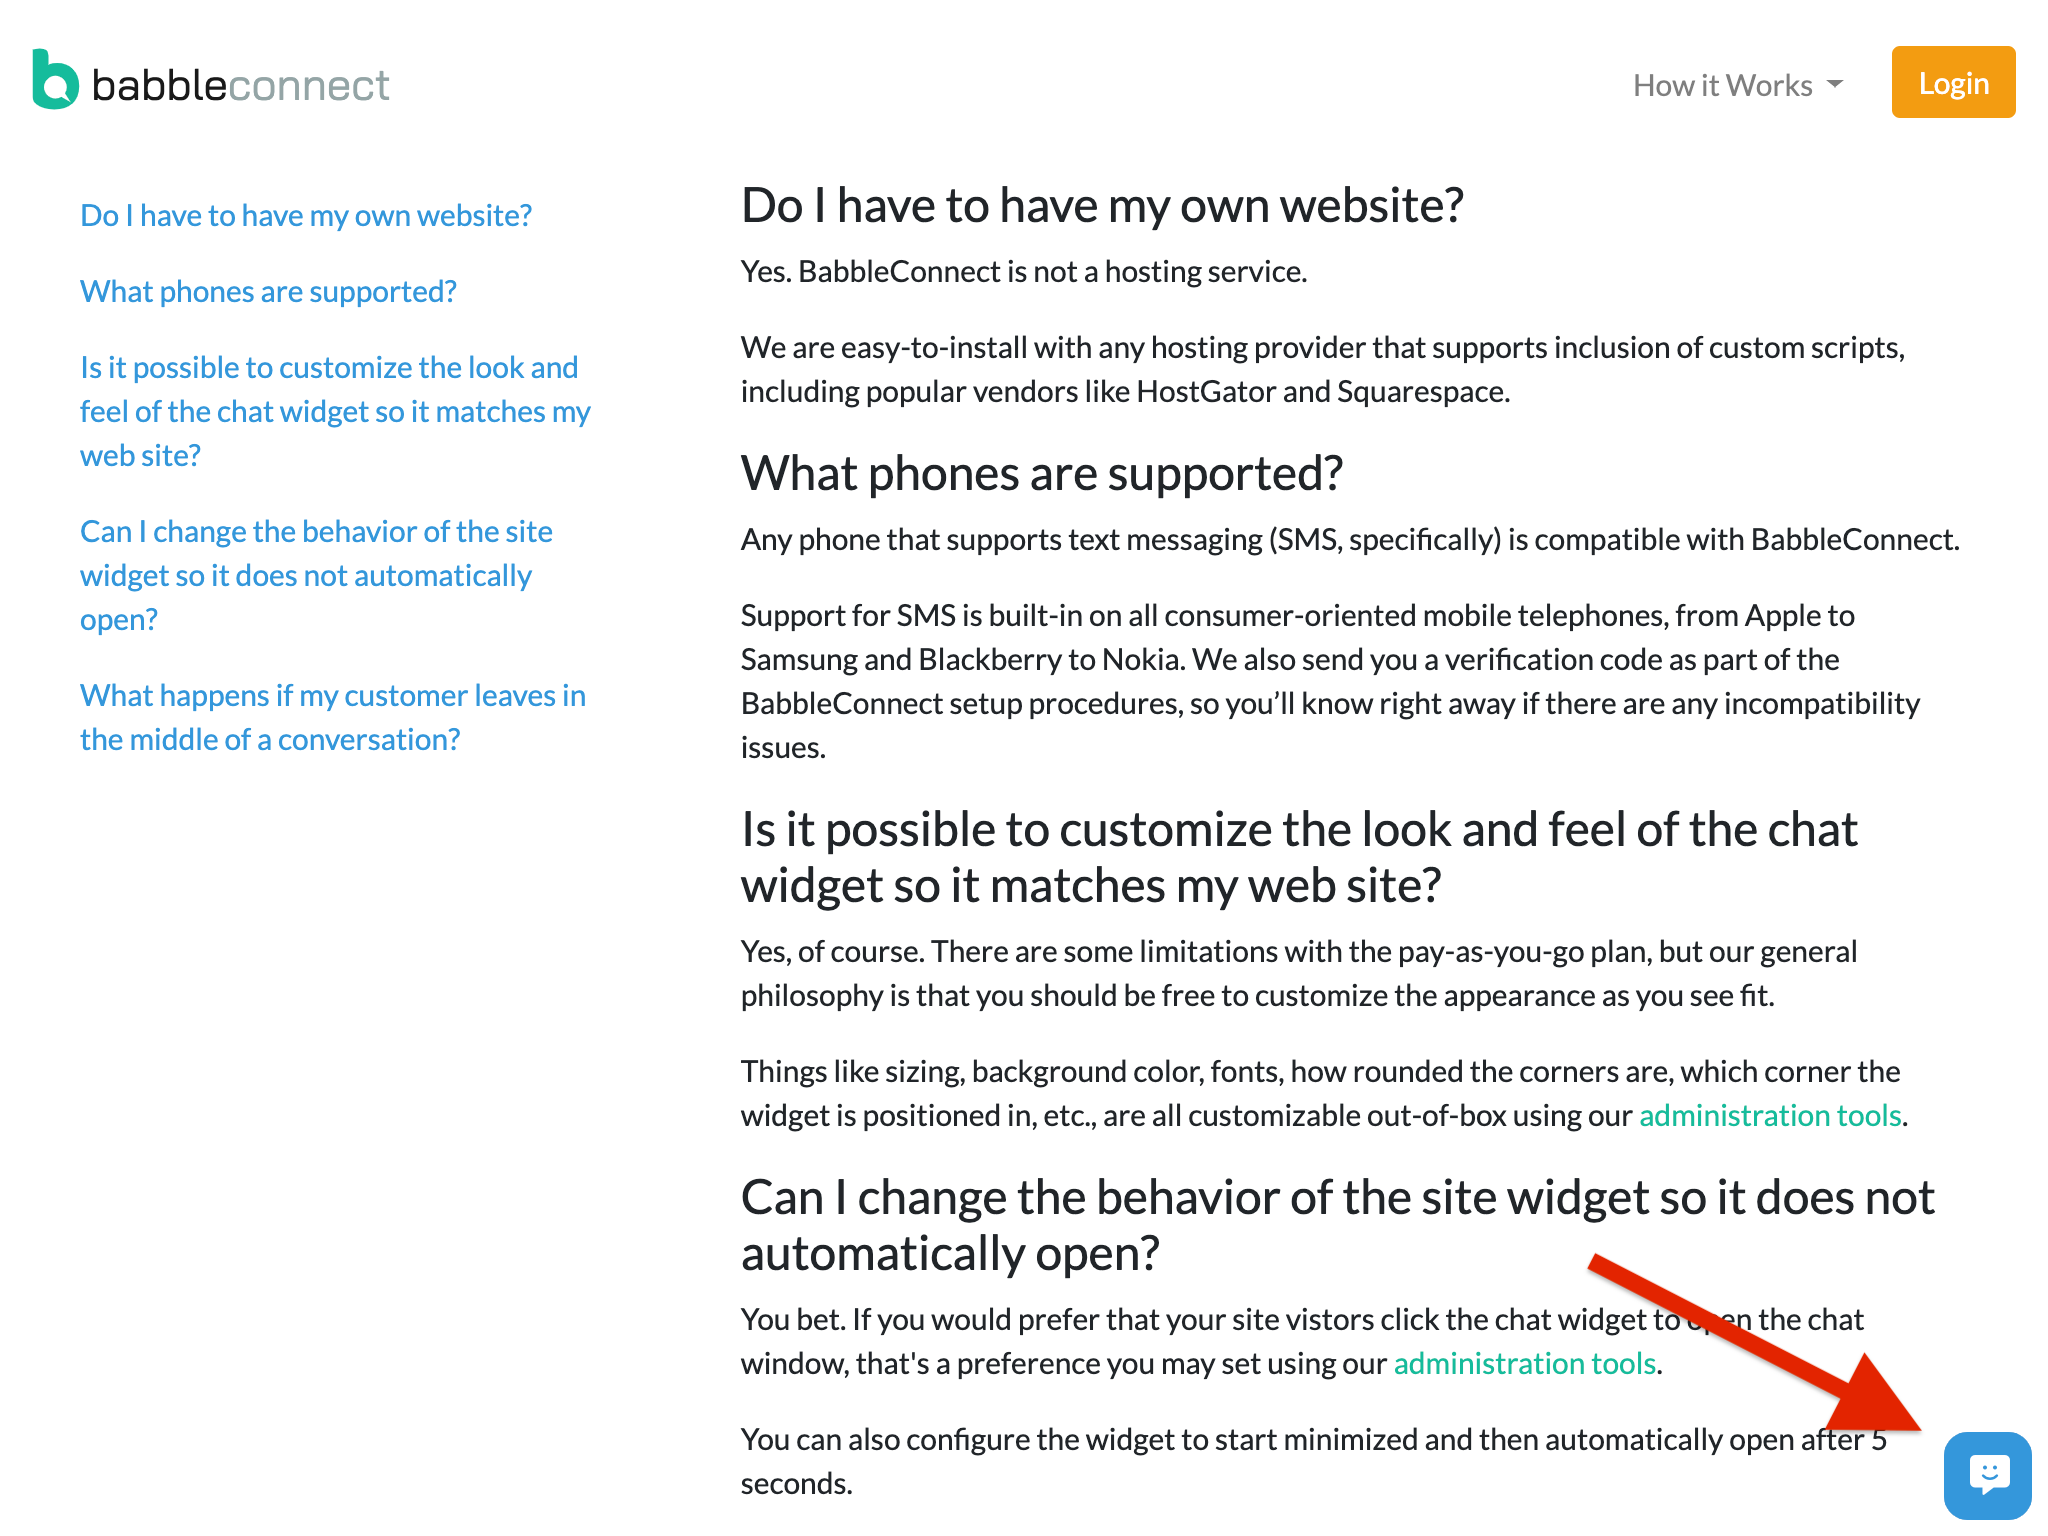 babbleconnect
How it Works
Login
Do I have to have my own website?
What phones are supported?
Is it possible to customize the look and
feel of the chat widget so it matches my
web site?
Can I change the behavior of the site
widget so it does not automatically
open?
What happens if my customer leaves in
the middle of a conversation?
Do I have to have my own website?
Yes. BabbleConnect is not a hosting service.
We are easy-to-install with any hosting provider that supports inclusion of custom scripts,
including popular vendors like HostGator and Squarespace.
What phones are supported?
Any phone that supports text messaging (SMS, specifically) is compatible with BabbleConnect.
Support for SMS is built-in on all consumer-oriented mobile telephones, from Apple to
Samsung and Blackberry to Nokia. We also send you a verification code as part of the
BabbleConnect setup procedures, so you’ll know right away if there are any incompatibility
issues.
Is it possible to customize the look and feel of the chat
widget so it matches my web site?
Yes, of course. There are some limitations with the pay-as-you-go plan, but our general
philosophy is that you should be free to customize the appearance as you see fit.
Things like sizing, background color, fonts, how rounded the corners are, which corner the
widget is positioned in, etc., are all customizable out-of-box using our administration tools.
Can I change the behavior of the site widget so it does not
automatically open?
You bet. If you would prefer that your site vistors click the chat widget to open the chat
window, that's a preference you may set using our administration tools.
You can also configure the widget to start minimized and then automatically open after 5
seconds.